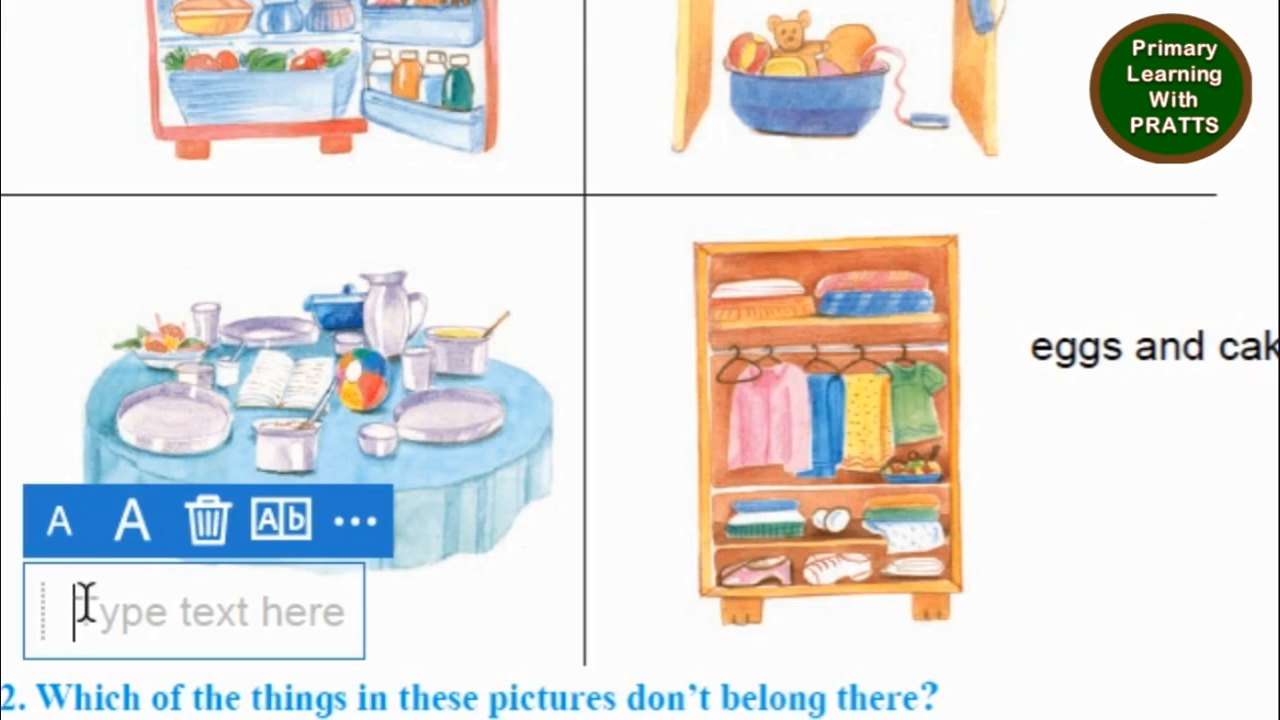 Primary
Learning
With
PRATTS
eggs and cak
A A Ab
Type text here
2. Which of the things in these pictures don't belong there?